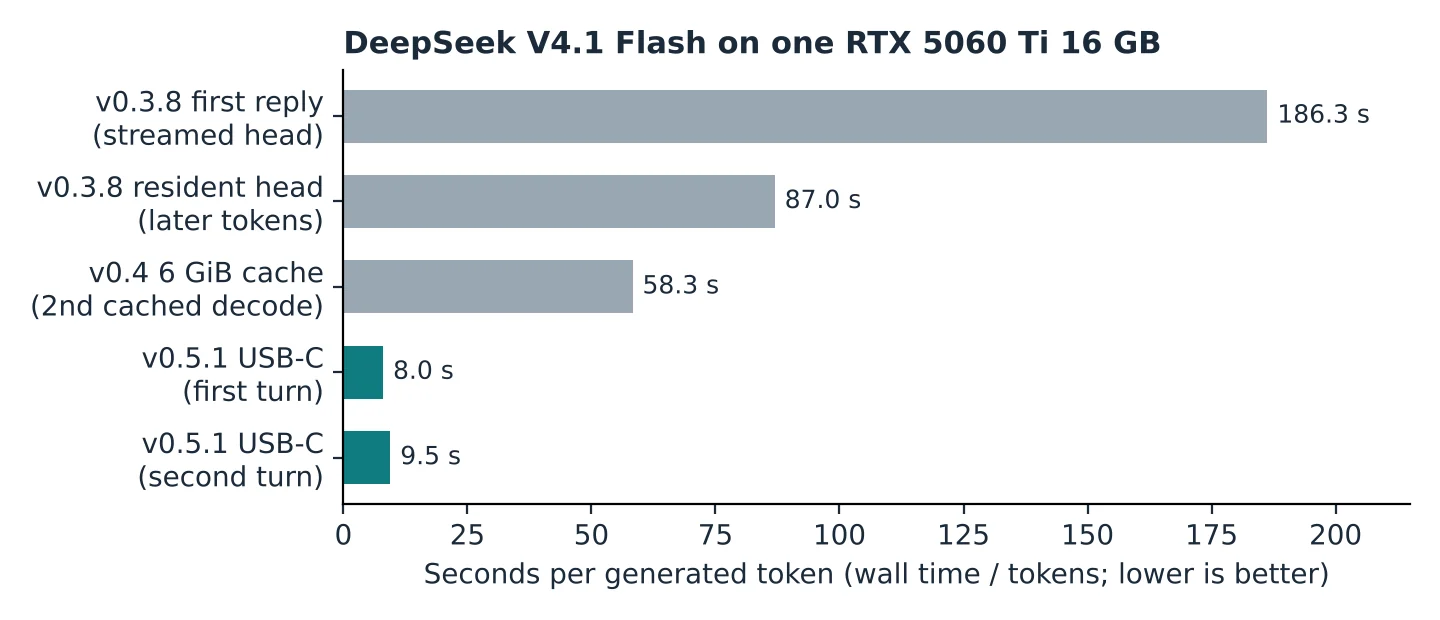 DeepSeek V4.1 Flash on one RTX 5060 Ti 16 GB
v0.3.8 first reply
(streamed head)
186.3 s
v0.3.8 resident head
(later tokens)
87.0 s
v0.4 6 GiB cache
(2nd cached decode)
58.3 s
v0.5.1 USB-C
(first turn)
8.0 s
v0.5.1 USB-C
(second turn)
9.5 s
0 25 50 75 100 125 150 175 200
Seconds per generated token (wall time / tokens; lower is better)